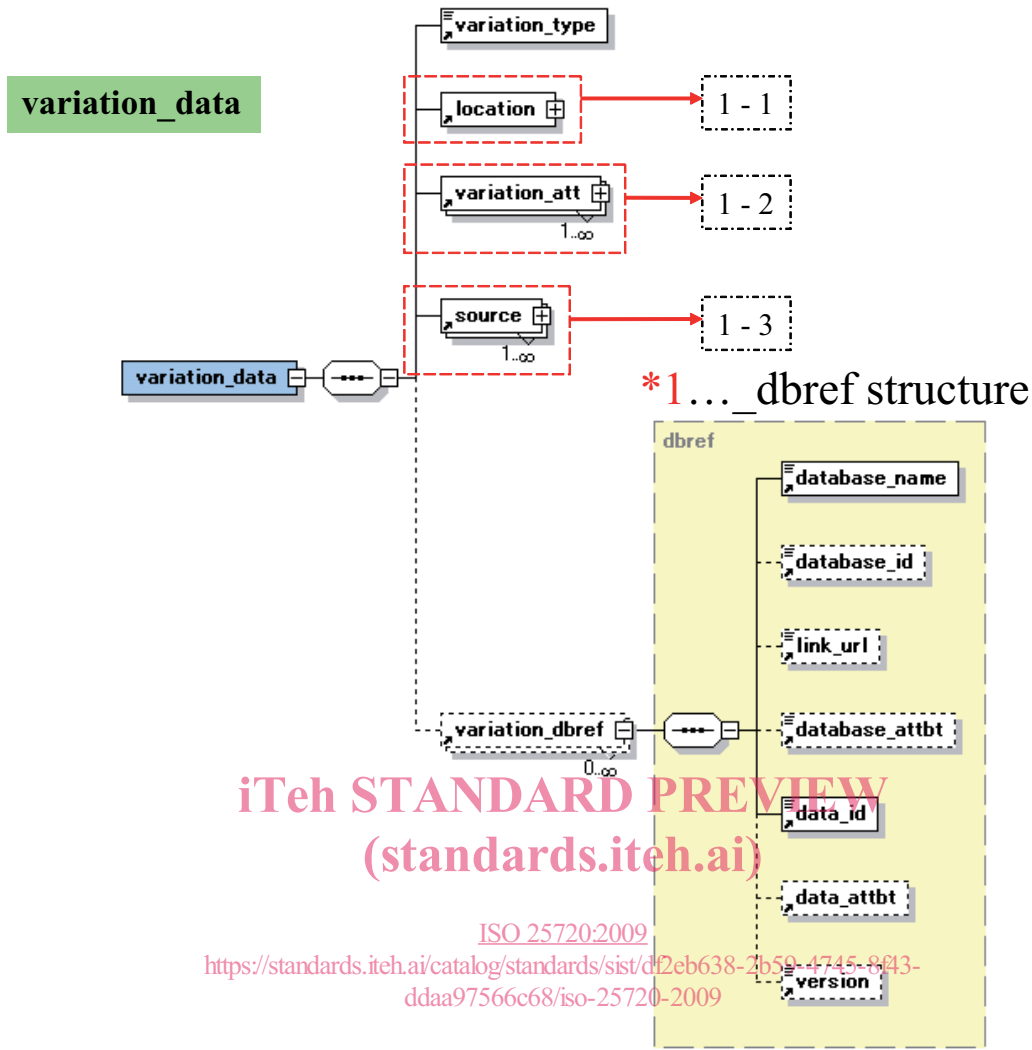 variation_type
variation_data
location
1 - 1
variation_att
1..∞
1 - 2
source
1..∞
1 - 3
variation_data
*1…_dbref structure
dbref
database_name
database_id
link_url
variation_dbref
0..∞
database_attbt
iTeh STANDARD PREVIEW
data_id
(standards.iteh.ai)
data_attbt
ISO 25720:2009
https://standards.iteh.ai/catalog/standards/sist/df2eb638-2b59-4745-8f43-
version
ddaa97566c68/iso-25720-2009